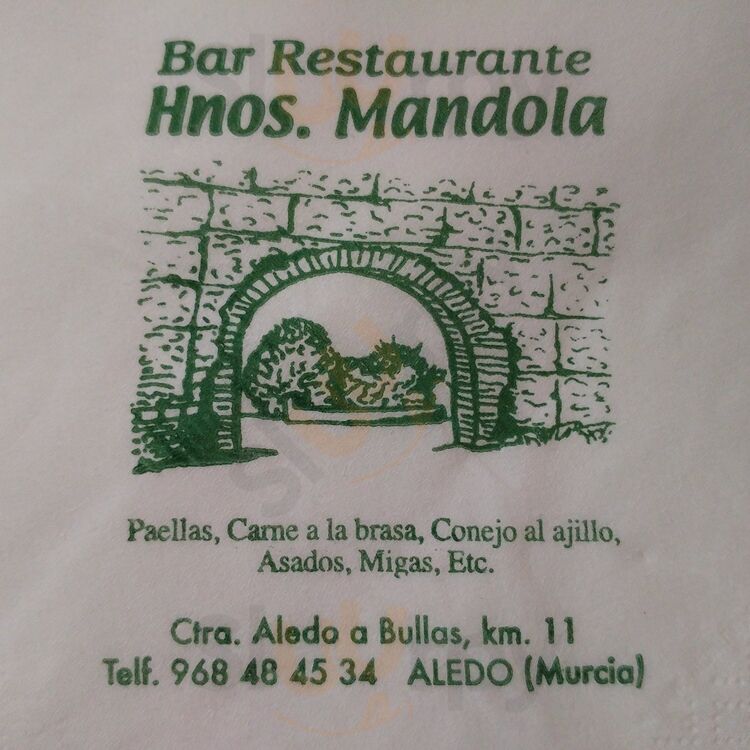 Bar Restaurante
Hnos. Mandola
Paellas, Carne a la brasa, Conejo al ajillo,
Asados, Migas, Etc.
Ctra. Aledo a Bullas, km. 11
Telf. 968 48 45 34 ALEDO (Murcia)